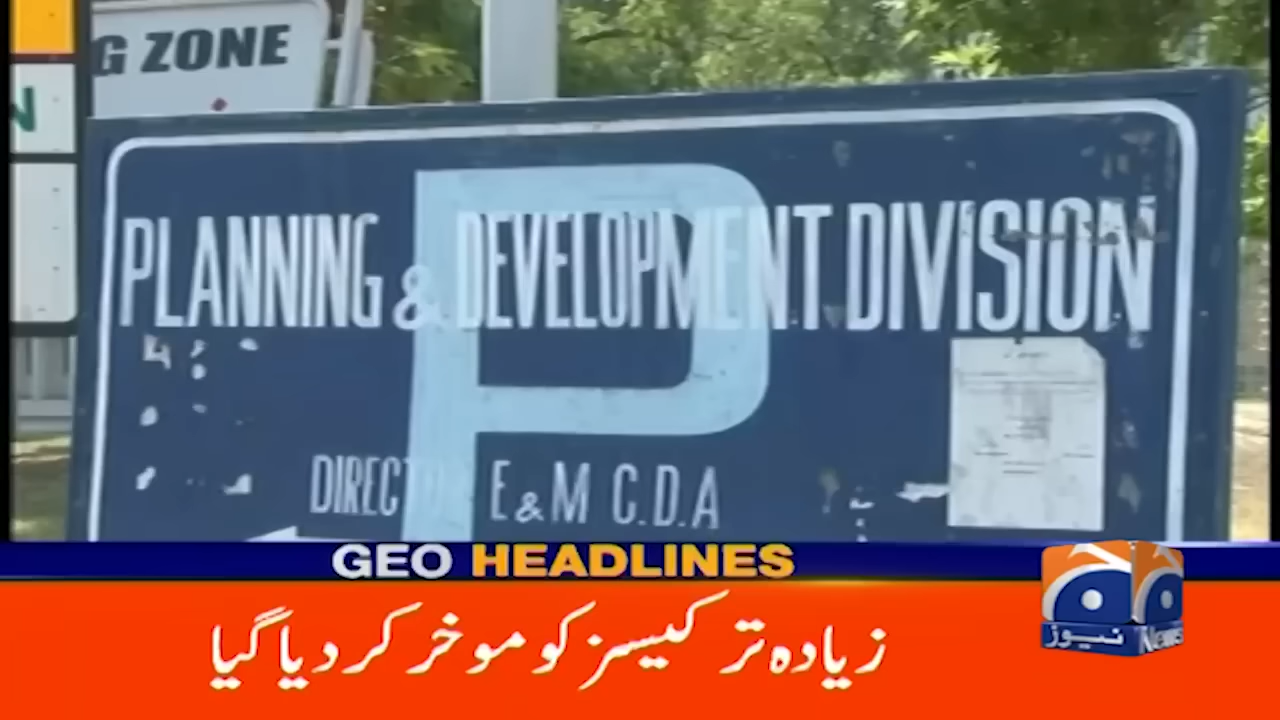 G ZONE
N
PLANNING & DEVELOPMENT DIVISION
P
E & M C.D.A
GEO HEADLINES
زیادہ تر کیسز کو موخر کر دیا گیا
نیوز News